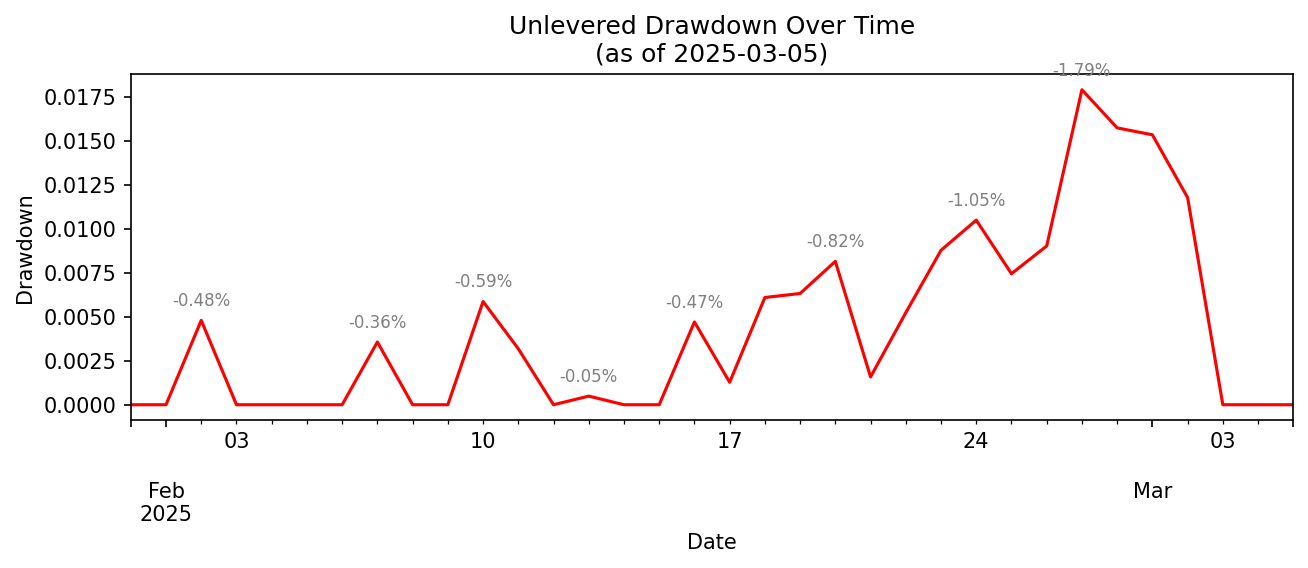 Unlevered Drawdown Over Time
(as of 2025-03-05)
-1.79%
0.0175
0.0150
0.0125
-1.05%
0.0100
-0.82%
0.0075
-0.59%
-0.48%
-0.47%
0.0050
-0.36%
0.0025
-0.05%
0.0000
Drawdown
03 10 17 24 03
Feb Mar
2025
Date